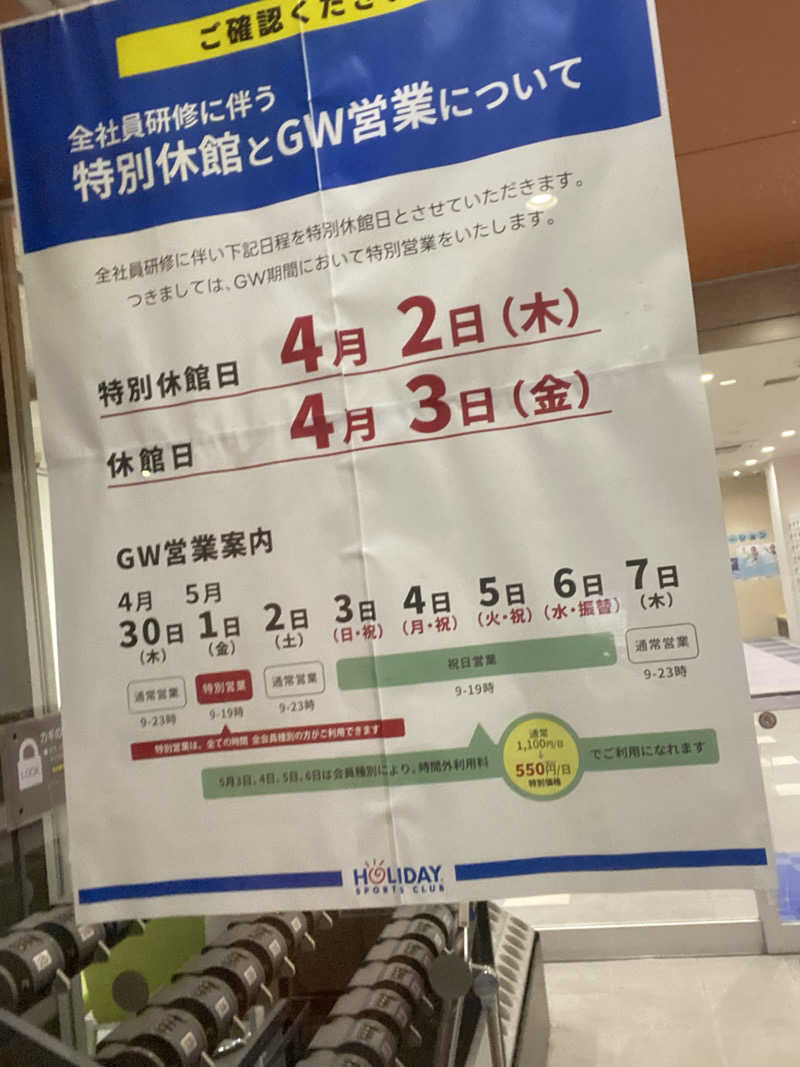 ご確認くださ
全社員研修に伴う
特別休館とGW営業について
全社員研修に伴い下記日程を特別休館日とさせていただきます。
つきましては、GW期間において特別営業をいたします。
特別休館日 4月 2日(木)
休館日 4月 3日(金)
GW営業案内
4月 5月
30日 1日 2日 3日 4日 5日 6日 7日
(木) (金) (土) (日・祝) (月・祝) (火・祝) (水・振替) (木)
通常営業 特別営業 通常営業 祝日営業 通常営業
9-23時 9-19時 9-23時 9-19時 9-23時
特別営業は、全ての時間 全会員種別の方がご利用できます
5月3日、4日、5日、6日は会員種別により、時間外利用料
通常
1,100円/日
↓
550円/日
特別価格
でご利用になれます
HOLIDAY
SPORTS CLUB
LOCK